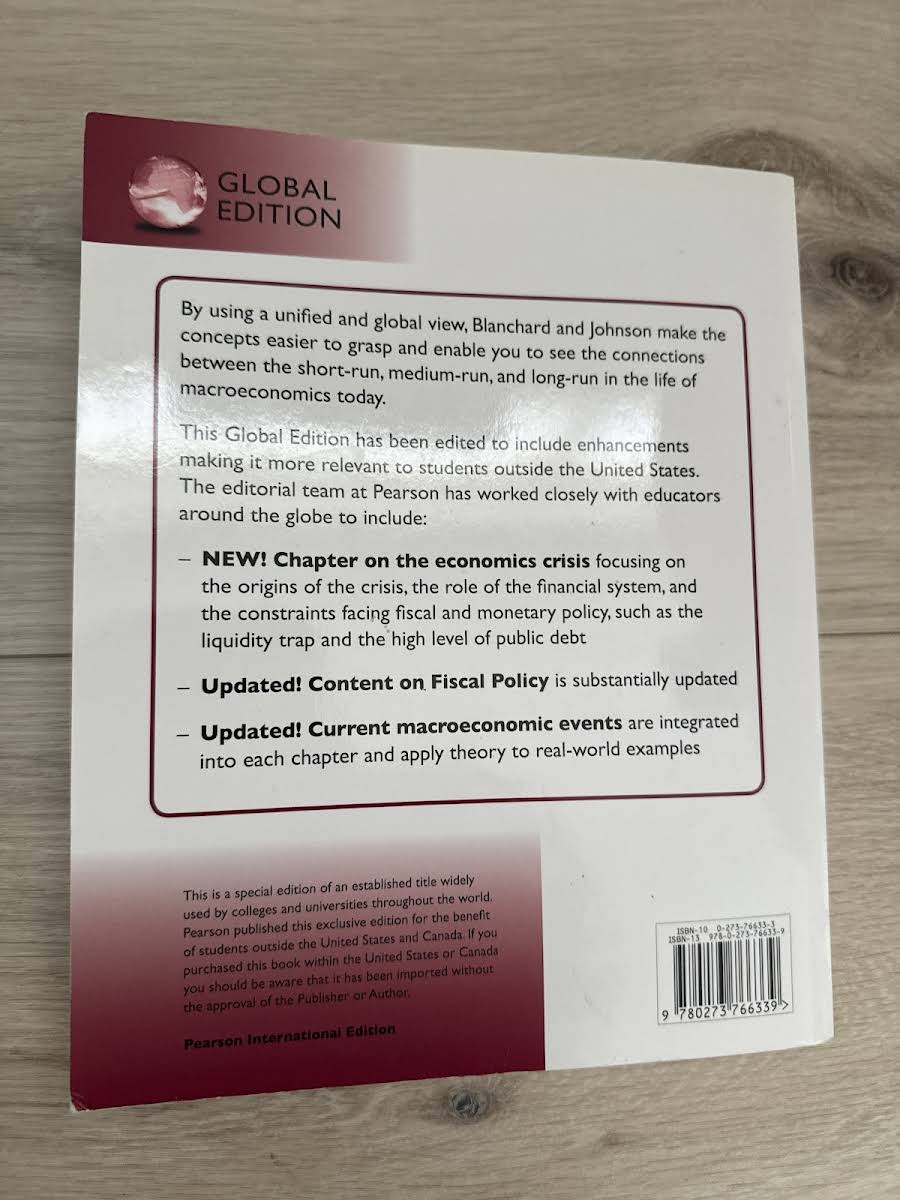 GLOBAL
EDITION
By using a unified and global view, Blanchard and Johnson make the
concepts easier to grasp and enable you to see the connections
between the short-run, medium-run, and long-run in the life of
macroeconomics today.
This Global Edition has been edited to include enhancements
making it more relevant to students outside the United States.
The editorial team at Pearson has worked closely with educators
around the globe to include:
– NEW! Chapter on the economics crisis focusing on
the origins of the crisis, the role of the financial system, and
the constraints facing fiscal and monetary policy, such as the
liquidity trap and the high level of public debt
– Updated! Content on Fiscal Policy is substantially updated
– Updated! Current macroeconomic events are integrated
into each chapter and apply theory to real-world examples
This is a special edition of an established title widely
used by colleges and universities throughout the world.
Pearson published this exclusive edition for the benefit
of students outside the United States and Canada. If you
purchased this book within the United States or Canada
you should be aware that it has been imported without
the approval of the Publisher or Author.
Pearson International Edition
ISBN-10 0-273-76633-3
ISBN-13 978-0-273-76633-9
9 780273 766339 >